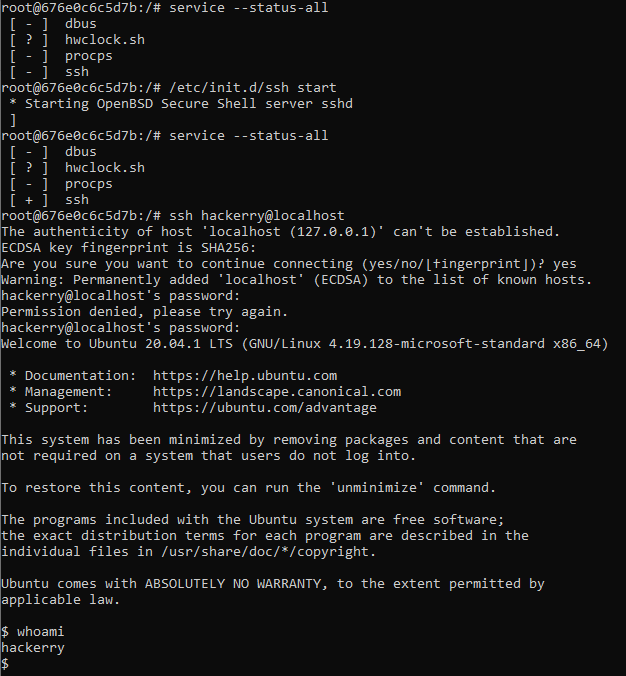 root@676e0c6c5d7b:/# service --status-all
 [ - ]  dbus
 [ ? ]  hwclock.sh
 [ - ]  procps
 [ - ]  ssh
root@676e0c6c5d7b:/# /etc/init.d/ssh start
 * Starting OpenBSD Secure Shell server sshd
 ]
root@676e0c6c5d7b:/# service --status-all
 [ - ]  dbus
 [ ? ]  hwclock.sh
 [ - ]  procps
 [ + ]  ssh
root@676e0c6c5d7b:/# ssh hackerry@localhost
The authenticity of host 'localhost (127.0.0.1)' can't be established.
ECDSA key fingerprint is SHA256:
Are you sure you want to continue connecting (yes/no/[fingerprint])? yes
Warning: Permanently added 'localhost' (ECDSA) to the list of known hosts.
hackerry@localhost's password:
Permission denied, please try again.
hackerry@localhost's password:
Welcome to Ubuntu 20.04.1 LTS (GNU/Linux 4.19.128-microsoft-standard x86_64)

 * Documentation:  https://help.ubuntu.com
 * Management:     https://landscape.canonical.com
 * Support:        https://ubuntu.com/advantage

This system has been minimized by removing packages and content that are
not required on a system that users do not log into.

To restore this content, you can run the 'unminimize' command.

The programs included with the Ubuntu system are free software;
the exact distribution terms for each program are described in the
individual files in /usr/share/doc/*/copyright.

Ubuntu comes with ABSOLUTELY NO WARRANTY, to the extent permitted by
applicable law.

$ whoami
hackerry
$